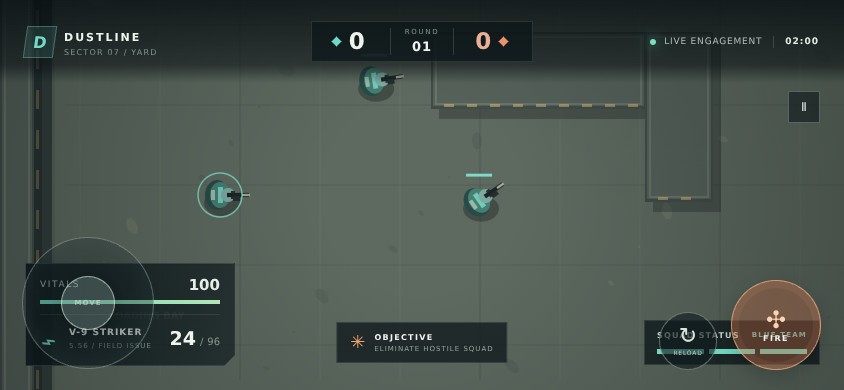 D
DUSTLINE
SECTOR 07 / YARD
0
ROUND
01
0
LIVE ENGAGEMENT
02:00
VITALS
100
MOVE
V-9 STRIKER
5.56 / FIELD ISSUE
24 / 96
OBJECTIVE
ELIMINATE HOSTILE SQUAD
SQUAD STATUS
BLUE TEAM
RELOAD
FIRE